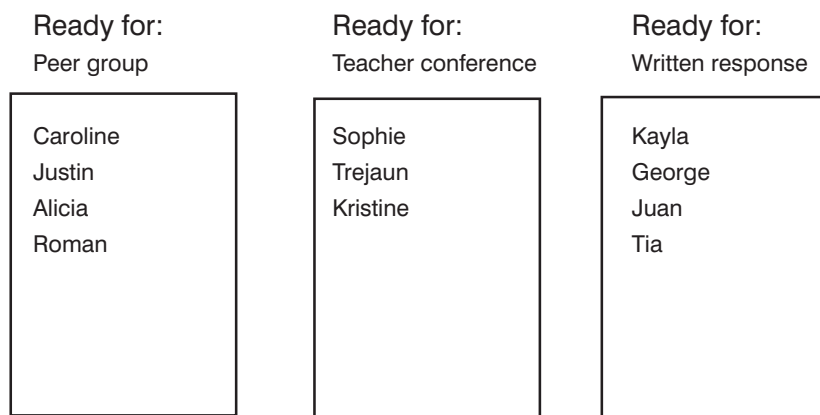 Ready for:
Peer group
Caroline
Justin
Alicia
Roman
Ready for:
Teacher conference
Sophie
Trejaun
Kristine
Ready for:
Written response
Kayla
George
Juan
Tia